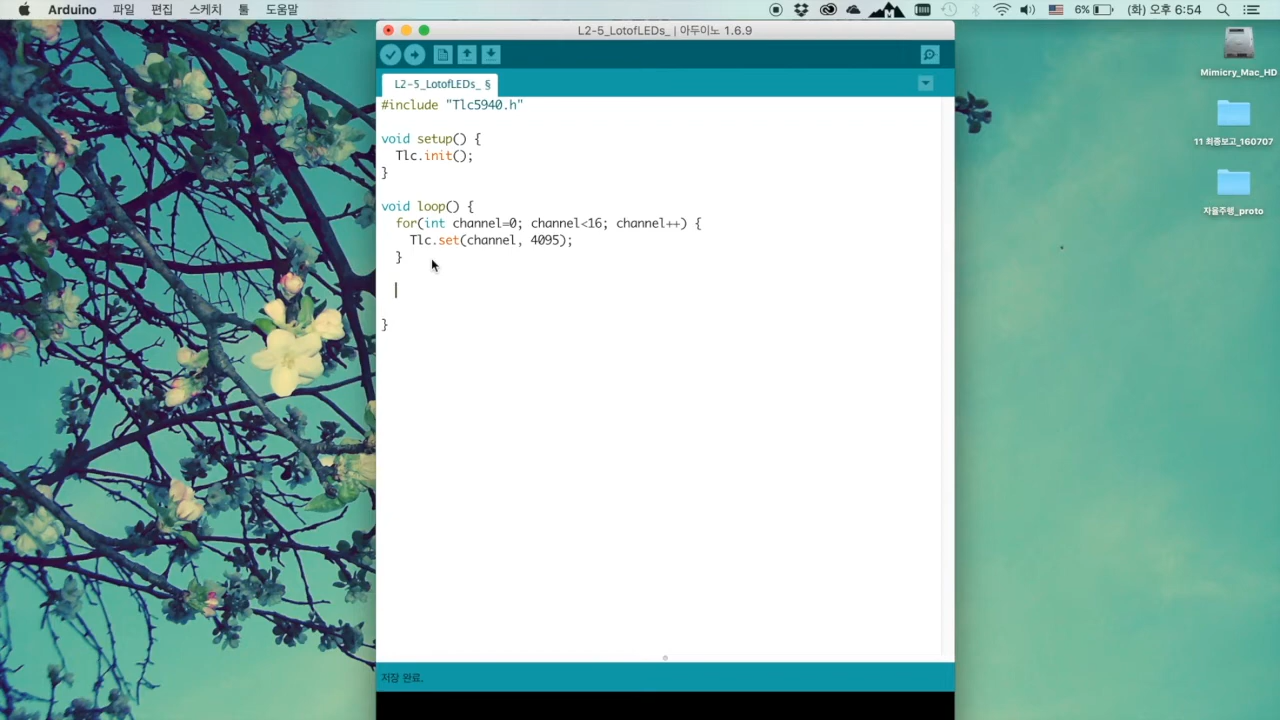 Arduino 파일 편집 스케치 툴 도움말 6% (화) 오후 6:54
L2-5_LotofLEDs_ | 아두이노 1.6.9
L2-5_LotofLEDs_ §
#include "Tlc5940.h"
void setup() {
Tlc.init();
}
void loop() {
for(int channel=0; channel<16; channel++) {
Tlc.set(channel, 4095);
}
}
저장 완료.
Mimicry_Mac_HD
11 최종보고_160707
자율주행_proto